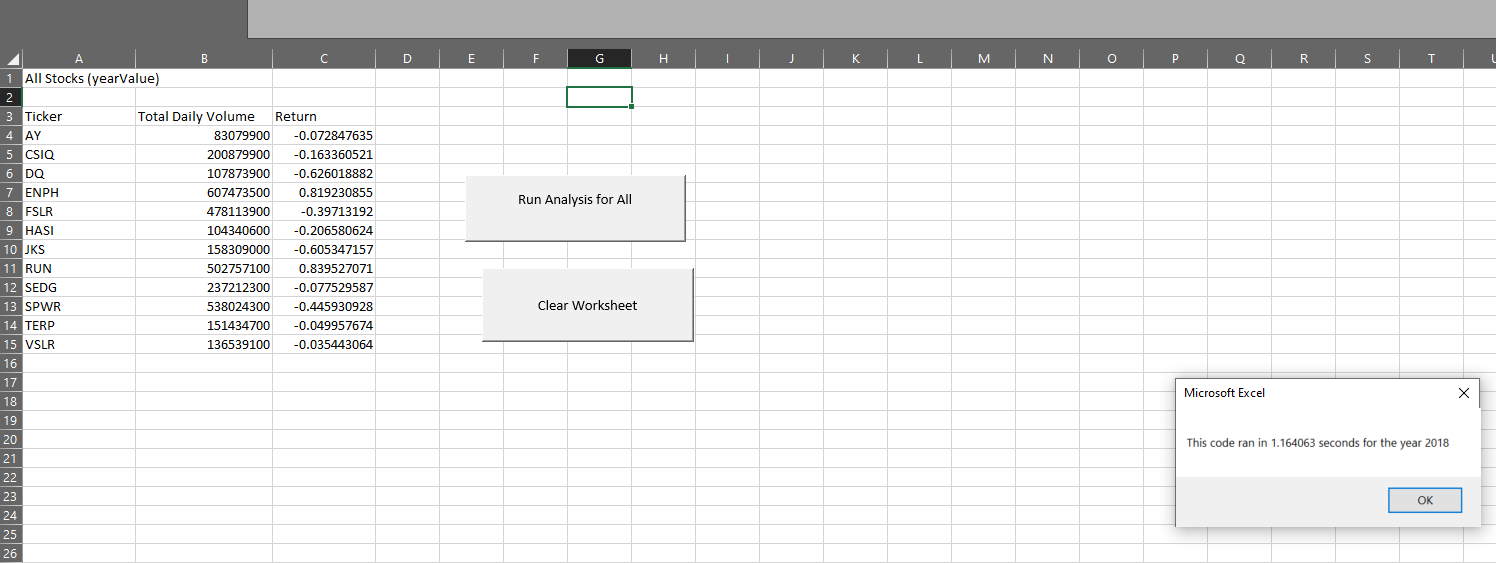 A B C D E F G H I J K L M N O P Q R S T U
1 All Stocks (yearValue)
2
3 Ticker Total Daily Volume Return
4 AY 83079900 -0.072847635
5 CSIQ 200879900 -0.163360521
6 DQ 107873900 -0.626018882
7 ENPH 607473500 0.819230855
8 FSLR 478113900 -0.39713192
9 HASI 104340600 -0.206580624
10 JKS 158309000 -0.605347157
11 RUN 502757100 0.839527071
12 SEDG 237212300 -0.077529587
13 SPWR 538024300 -0.445930928
14 TERP 151434700 -0.049957674
15 VSLR 136539100 -0.035443064
16
17
18
19
20
21
22
23
24
25
26
Run Analysis for All
Clear Worksheet
Microsoft Excel
This code ran in 1.164063 seconds for the year 2018
OK